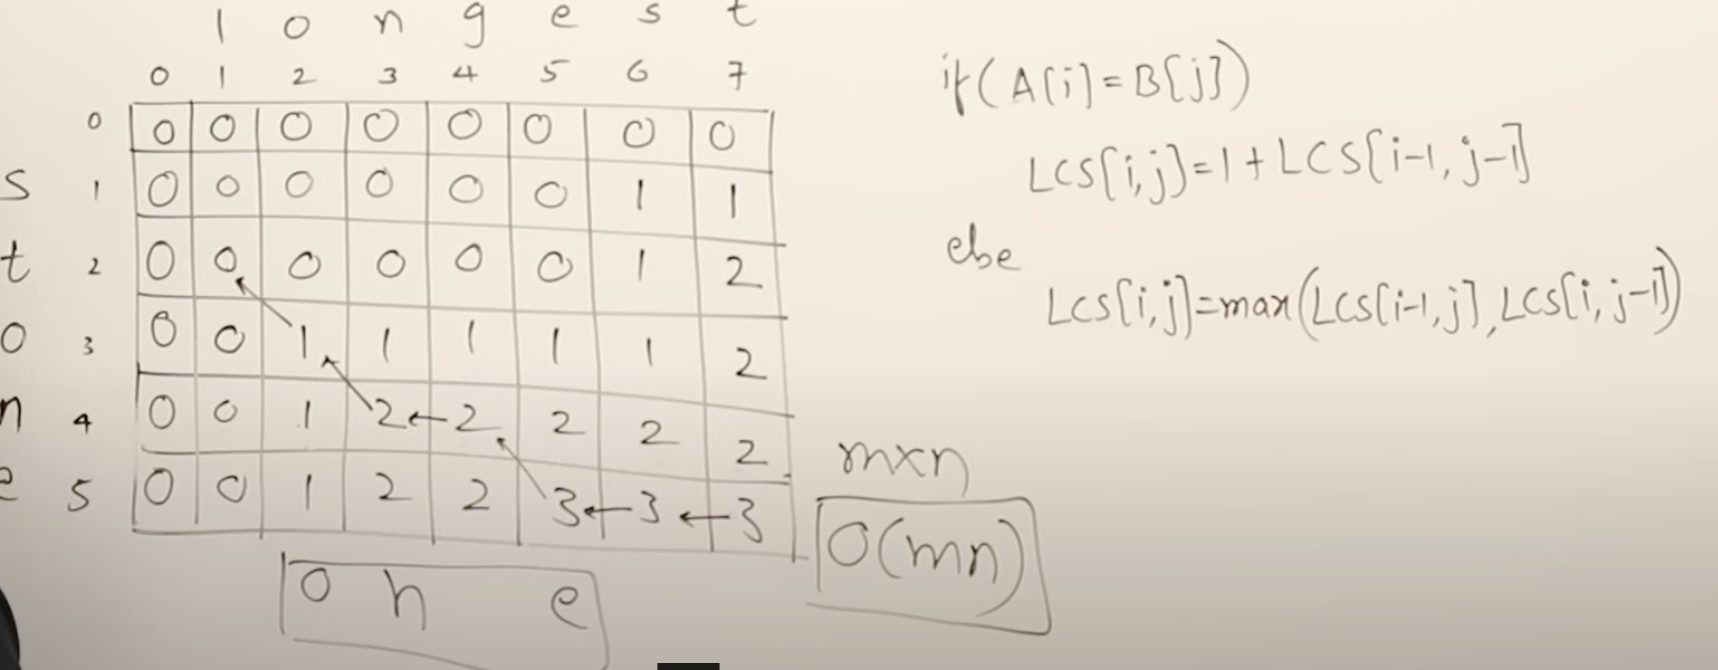 l o n g e s t
0 1 2 3 4 5 6 7
0 0 0 0 0 0 0 0 0
s 1 0 0 0 0 0 0 1 1
t 2 0 0 0 0 0 0 1 2
o 3 0 0 1 1 1 1 1 2
n 4 0 0 1 2 ← 2 2 2 2
e 5 0 0 1 2 2 3 ← 3 ← 3
o n e
m×n
O(mn)
if(A[i]=B[j])
LCS[i,j]=1+LCS[i-1,j-1]
else
LCS[i,j]=max(LCS[i-1,j],LCS[i,j-1])